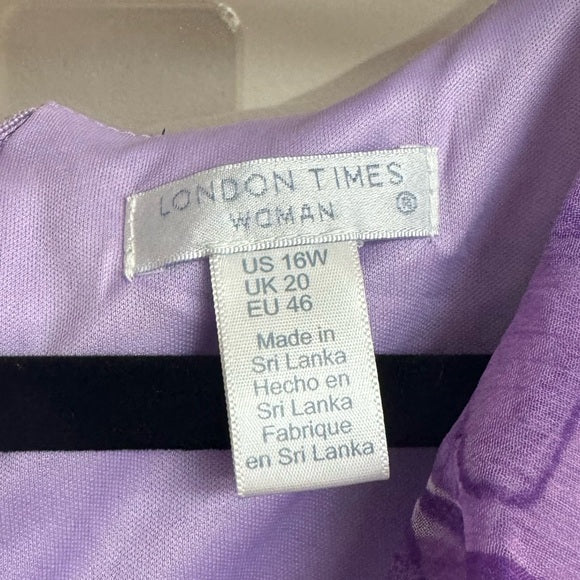 LONDON TIMES
WOMAN ®
US 16W
UK 20
EU 46
Made in
Sri Lanka
Hecho en
Sri Lanka
Fabrique
en Sri Lanka